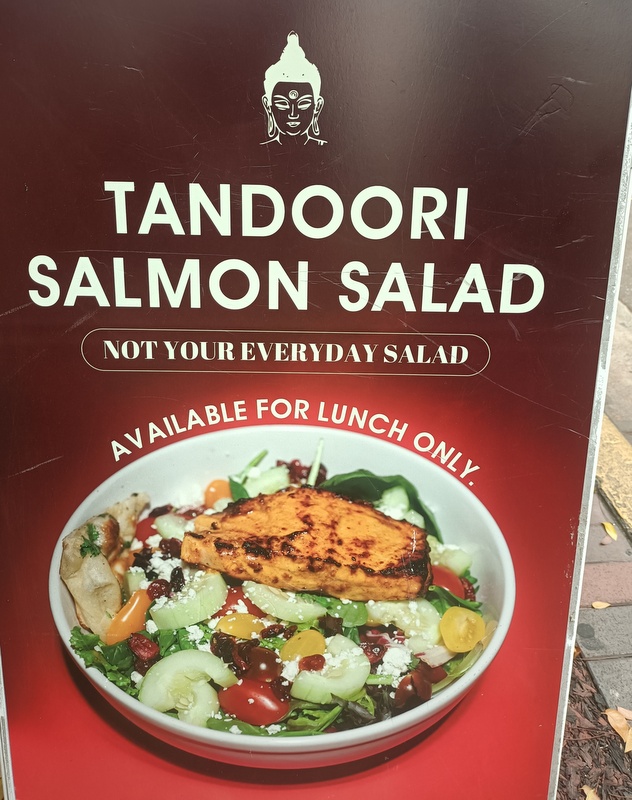 TANDOORI
SALMON SALAD
NOT YOUR EVERYDAY SALAD
AVAILABLE FOR LUNCH ONLY.